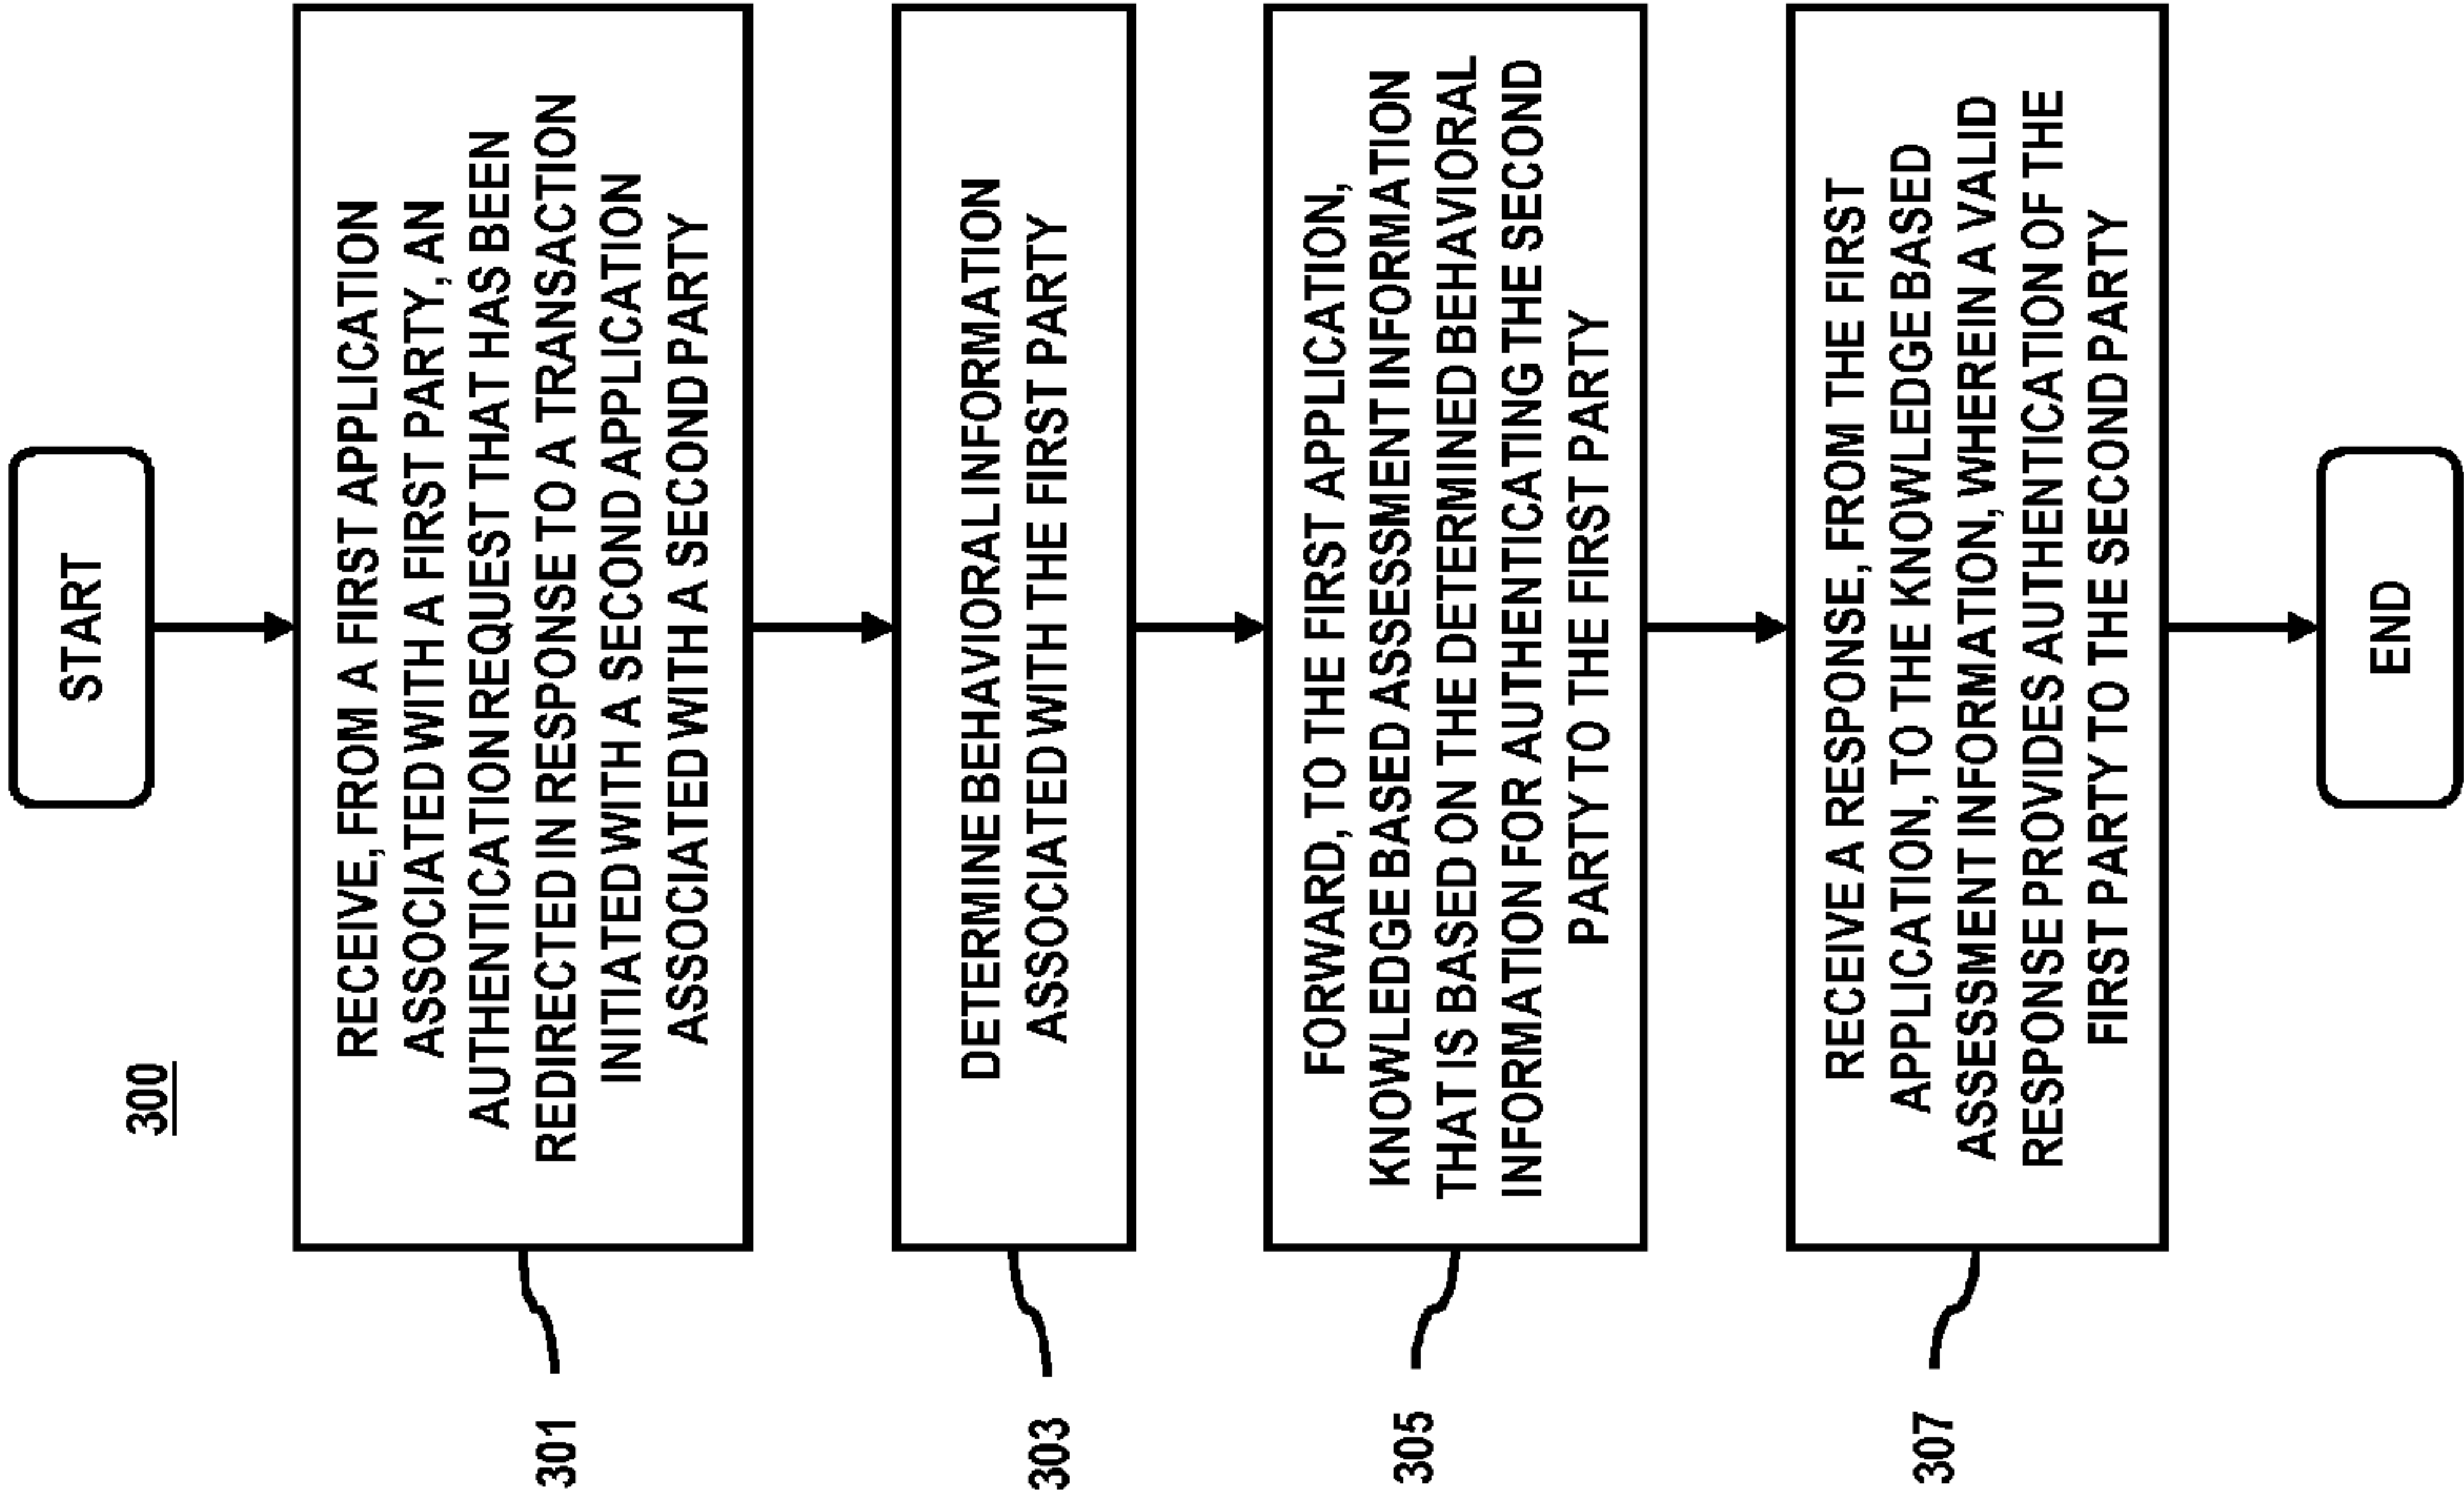 300
START
RECEIVE, FROM A FIRST APPLICATION
ASSOCIATED WITH A FIRST PARTY, AN
AUTHENTICATION REQUEST THAT HAS BEEN
REDIRECTED IN RESPONSE TO A TRANSACTION
INITIATED WITH A SECOND APPLICATION
ASSOCIATED WITH A SECOND PARTY
301
DETERMINE BEHAVIORAL INFORMATION
ASSOCIATED WITH THE FIRST PARTY
303
FORWARD, TO THE FIRST APPLICATION,
KNOWLEDGE BASED ASSESSMENT INFORMATION
THAT IS BASED ON THE DETERMINED BEHAVIORAL
INFORMATION FOR AUTHENTICATING THE SECOND
PARTY TO THE FIRST PARTY
305
RECEIVE A RESPONSE, FROM THE FIRST
APPLICATION, TO THE KNOWLEDGE BASED
ASSESSMENT INFORMATION, WHEREIN A VALID
RESPONSE PROVIDES AUTHENTICATION OF THE
FIRST PARTY TO THE SECOND PARTY
307
END